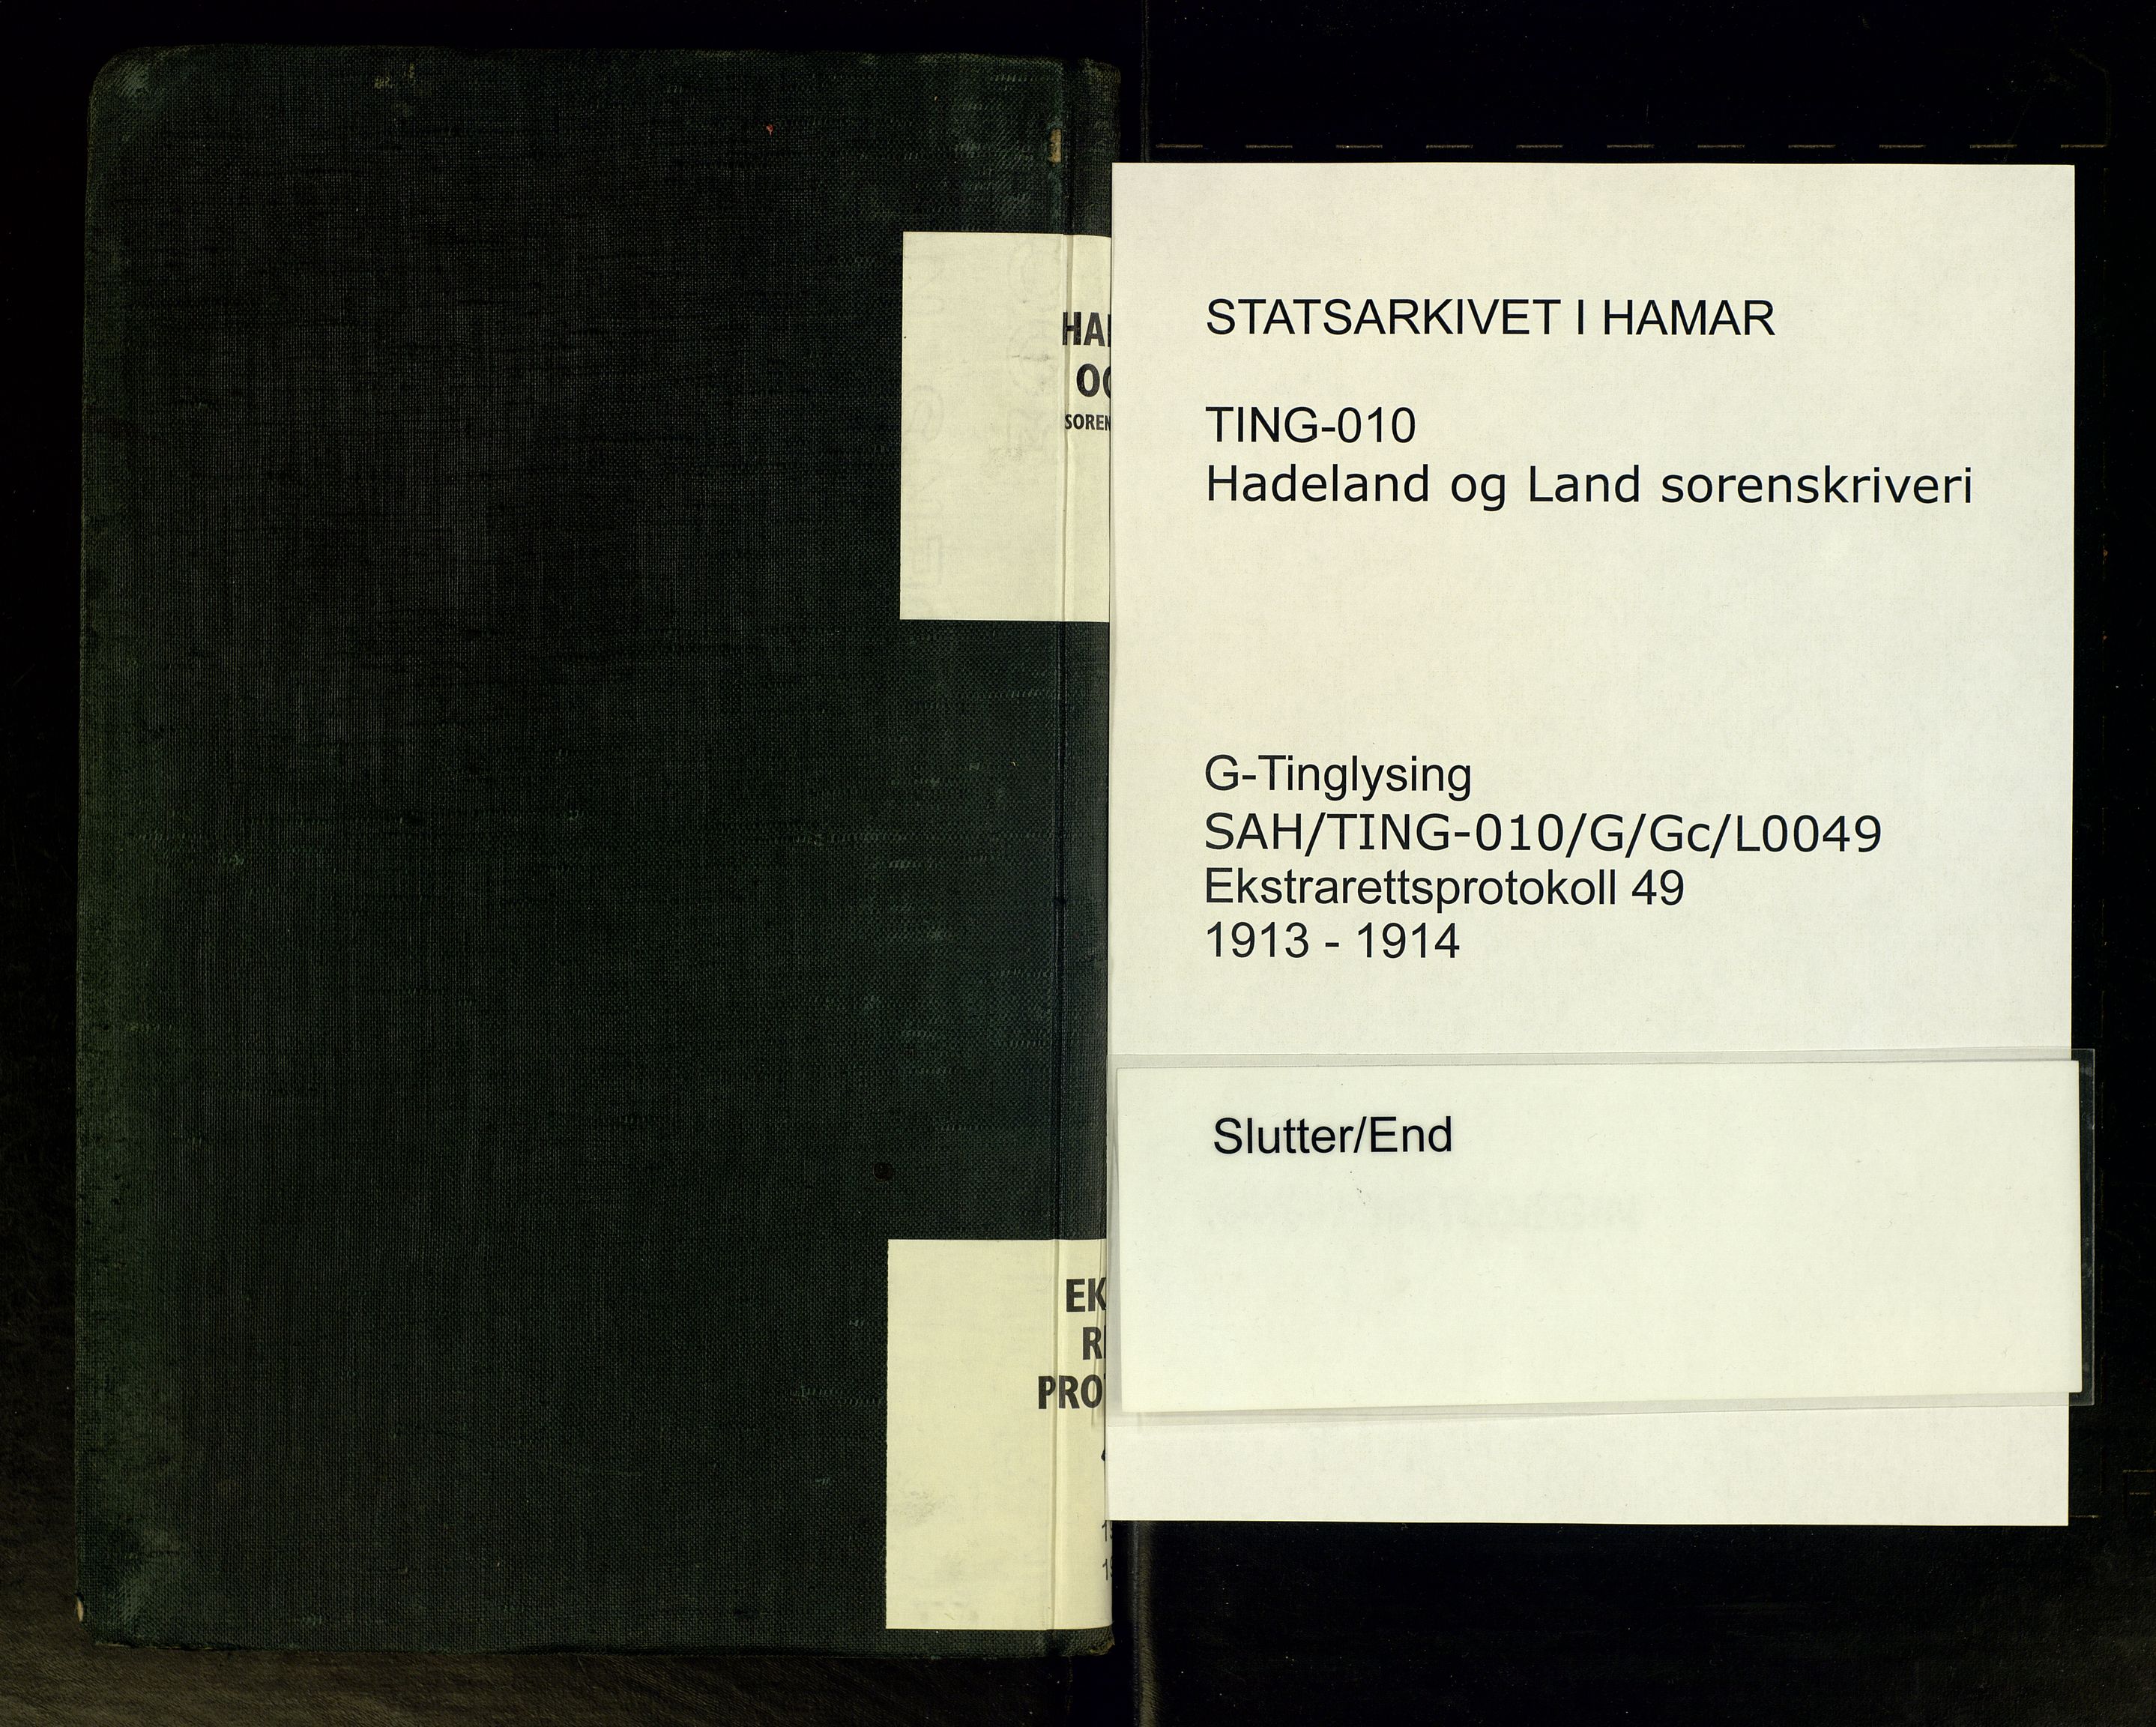 HA
OG
SOREN
EK
R
PRO
STATSARKIVET I HAMAR
TING-010
Hadeland og Land sorenskriveri
G-Tinglysing
SAH/TING-010/G/Gc/L0049
Ekstrarettsprotokoll 49
1913 - 1914
Slutter/End